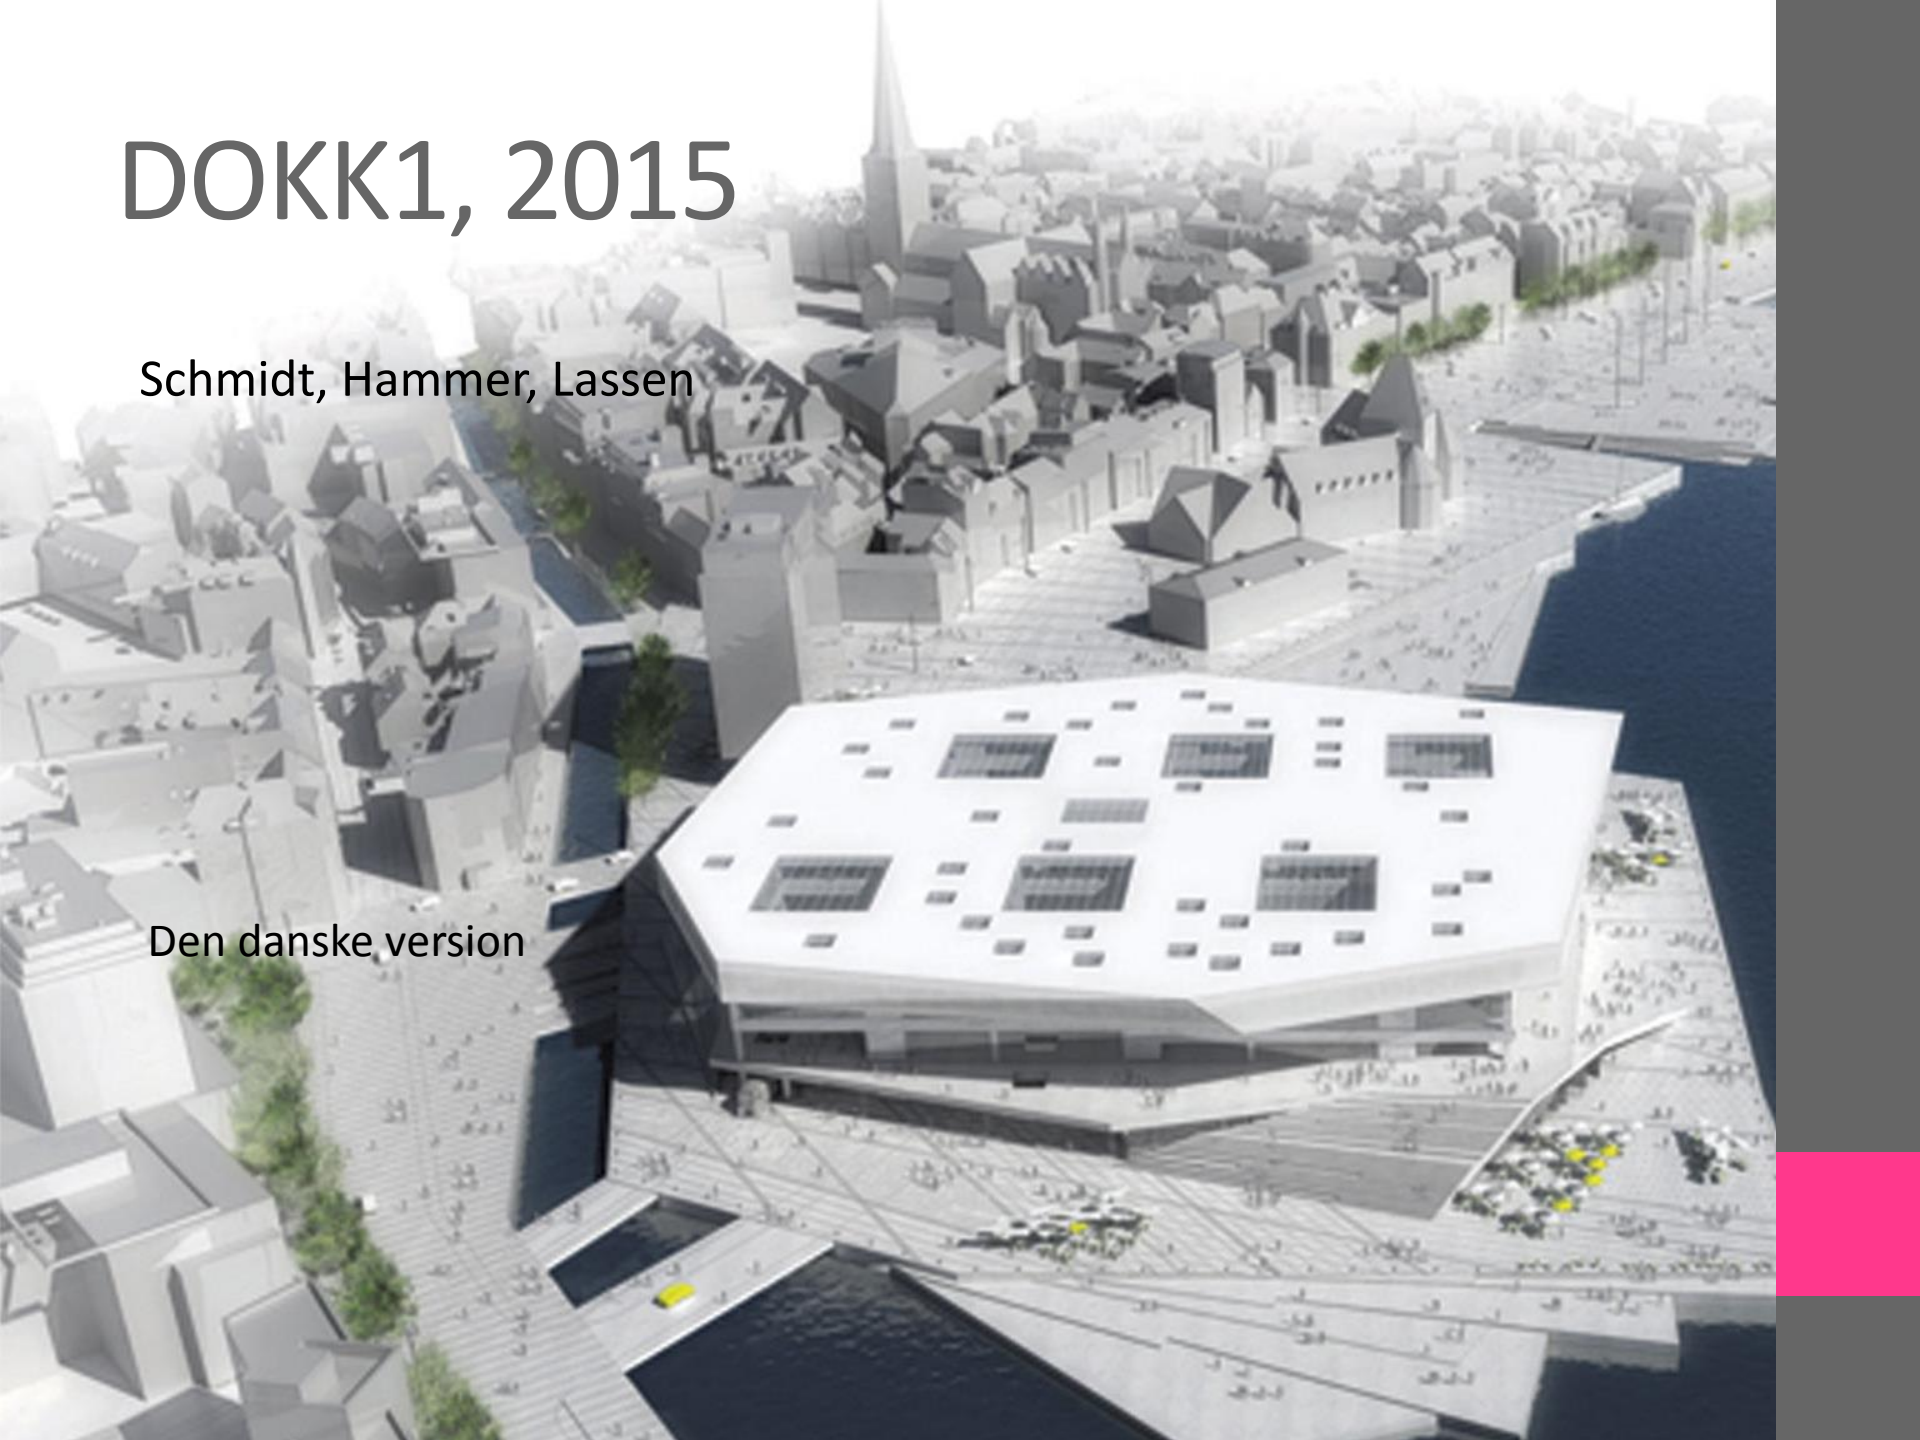 DOKK1, 2015
Schmidt, Hammer, Lassen
Den danske version